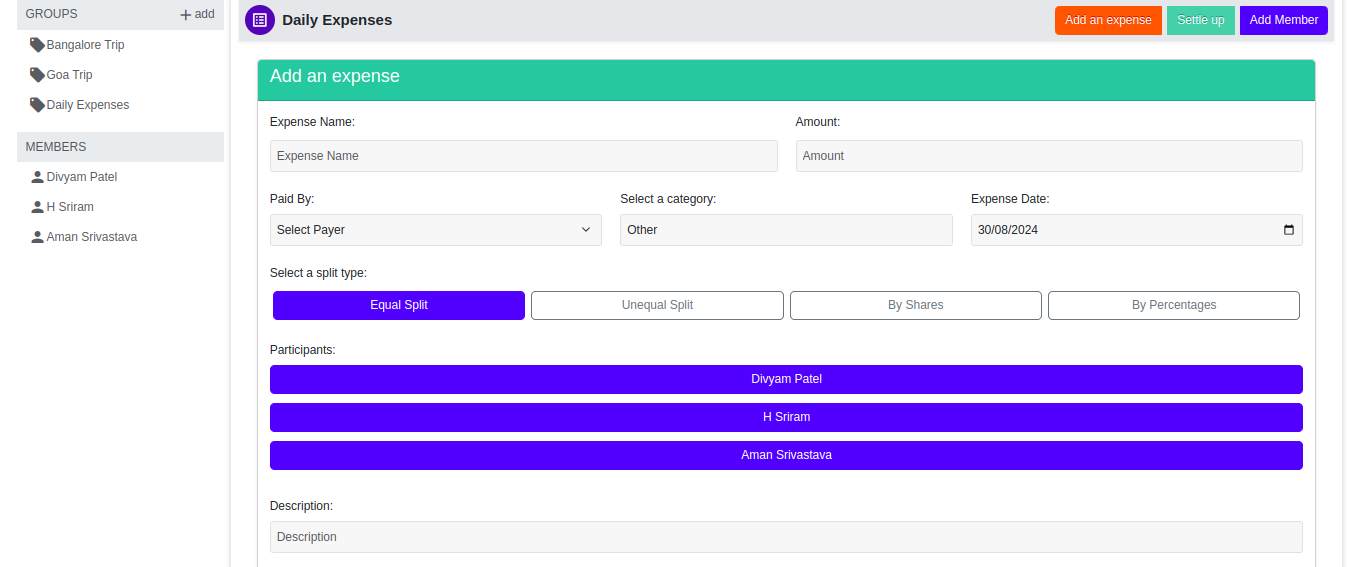 GROUPS
add
Bangalore Trip
Goa Trip
Daily Expenses
MEMBERS
Divyam Patel
H Sriram
Aman Srivastava
Daily Expenses
Add an expense
Settle up
Add Member
Add an expense
Expense Name:
Amount:
Expense Name
Amount
Paid By:
Select a category:
Expense Date:
Select Payer
Other
30/08/2024
Select a split type:
Equal Split
Unequal Split
By Shares
By Percentages
Participants:
Divyam Patel
H Sriram
Aman Srivastava
Description:
Description